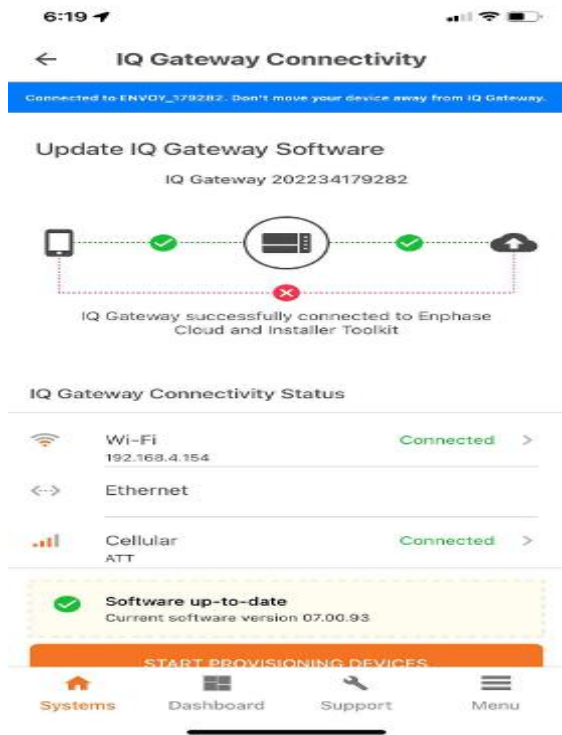 6:19
IQ Gateway Connectivity
Connected to ENVOY_179282. Don't move your device away from IQ Gateway.
Update IQ Gateway Software
IQ Gateway 202234179282
IQ Gateway successfully connected to Enphase
Cloud and Installer Toolkit
IQ Gateway Connectivity Status
Wi-Fi
Connected
192.168.4.154
Ethernet
Cellular
Connected
ATT
Software up-to-date
Current software version 07.00.93
START PROVISIONING DEVICES
Systems
Dashboard
Support
Menu